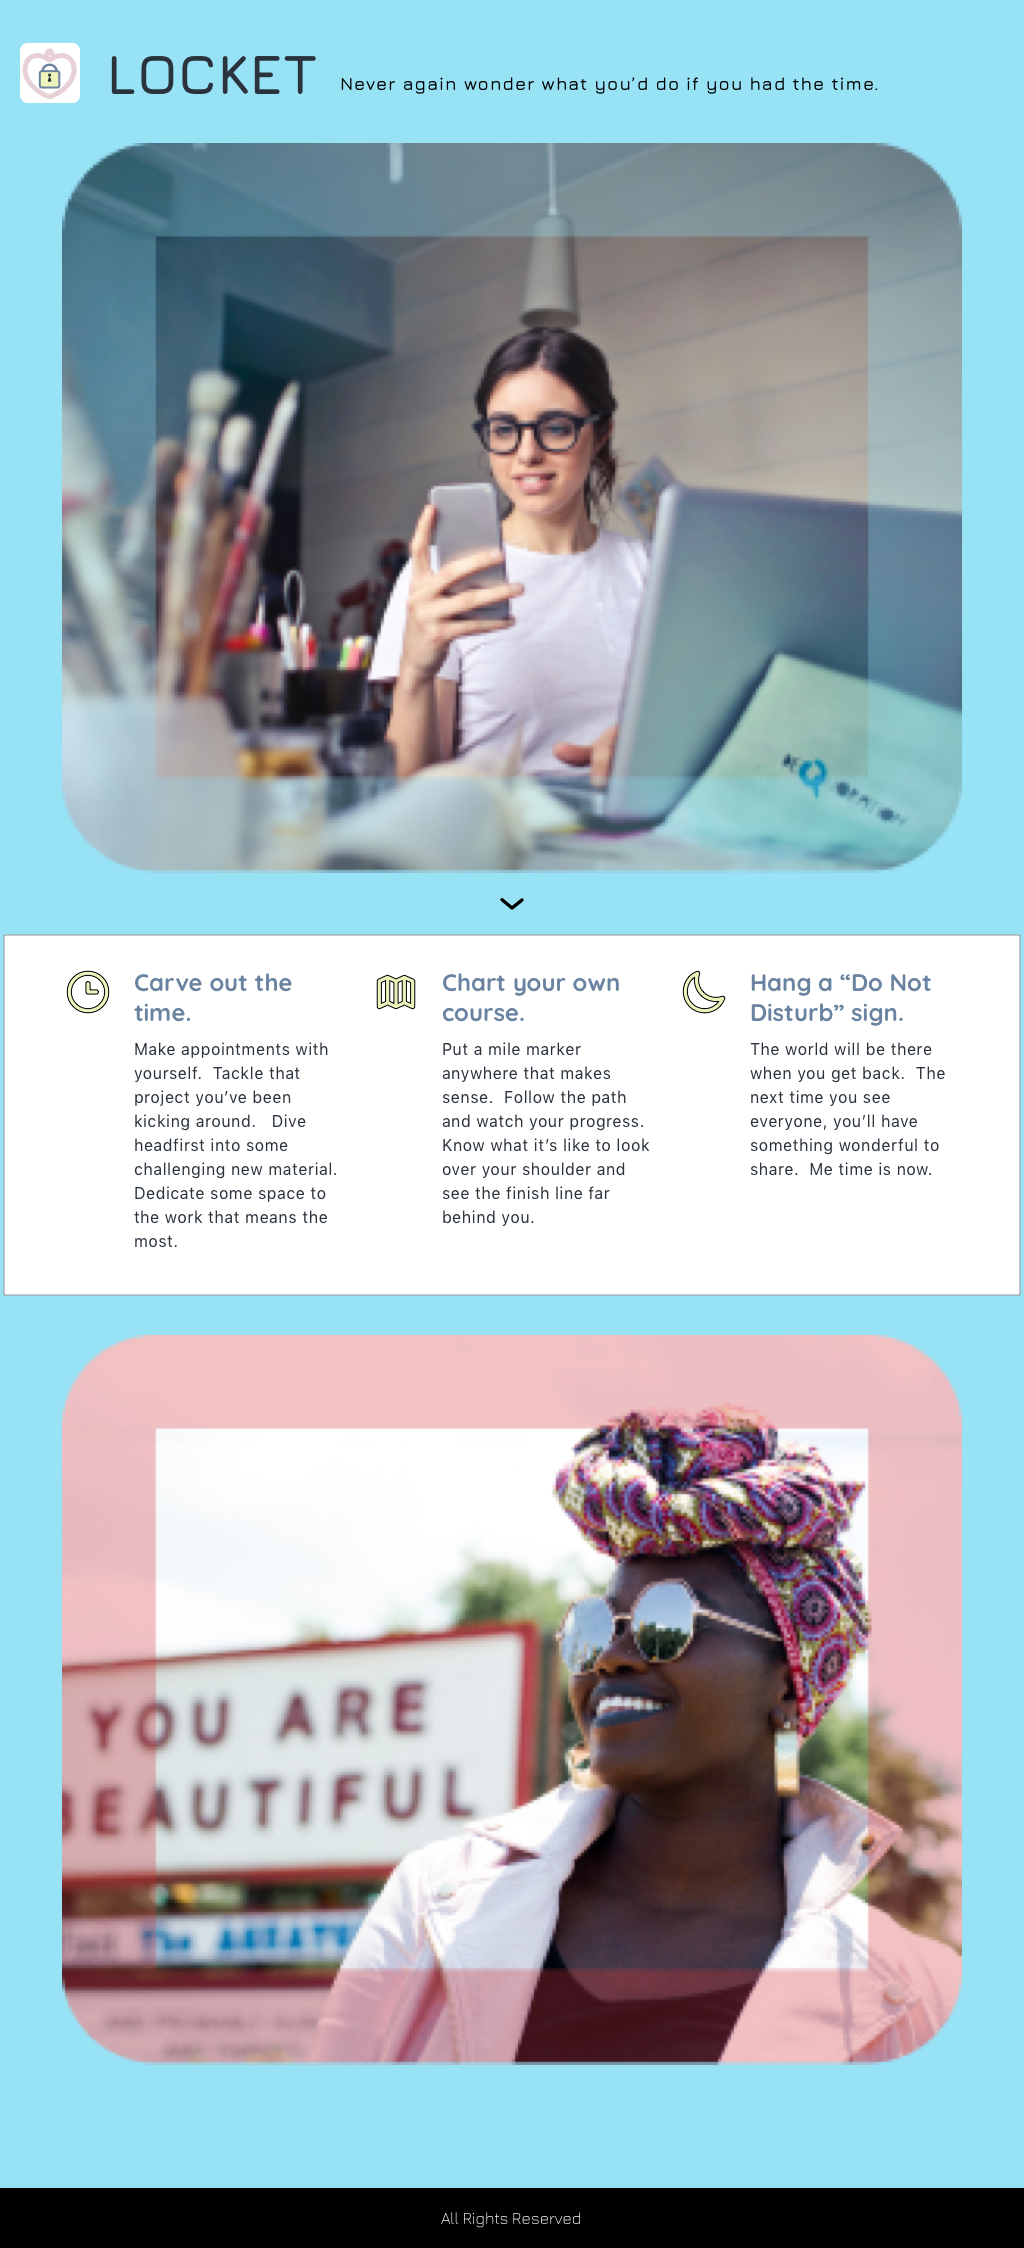 LOCKET
Never again wonder what you’d do if you had the time.
Carve out the
time.
Make appointments with
yourself.  Tackle that
project you’ve been
kicking around.   Dive
headfirst into some
challenging new material.
Dedicate some space to
the work that means the
most.
Chart your own
course.
Put a mile marker
anywhere that makes
sense.  Follow the path
and watch your progress.
Know what it’s like to look
over your shoulder and
see the finish line far
behind you.
Hang a “Do Not
Disturb” sign.
The world will be there
when you get back.  The
next time you see
everyone, you’ll have
something wonderful to
share.  Me time is now.
YOU ARE
BEAUTIFUL
The
All Rights Reserved